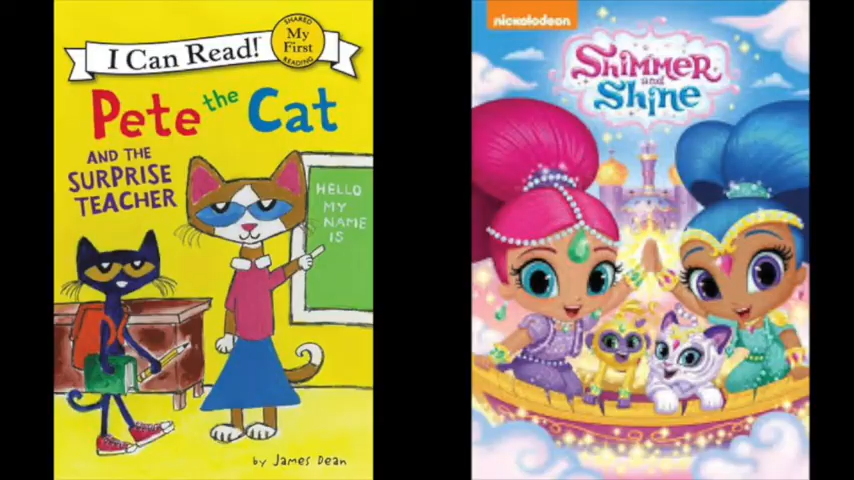 I Can Read!
SHARED
My
First
READING
Pete the Cat
AND THE
SURPRISE
TEACHER
HELLO
MY
NAME
IS
by James Dean
nickelodeon
Shimmer
and
Shine